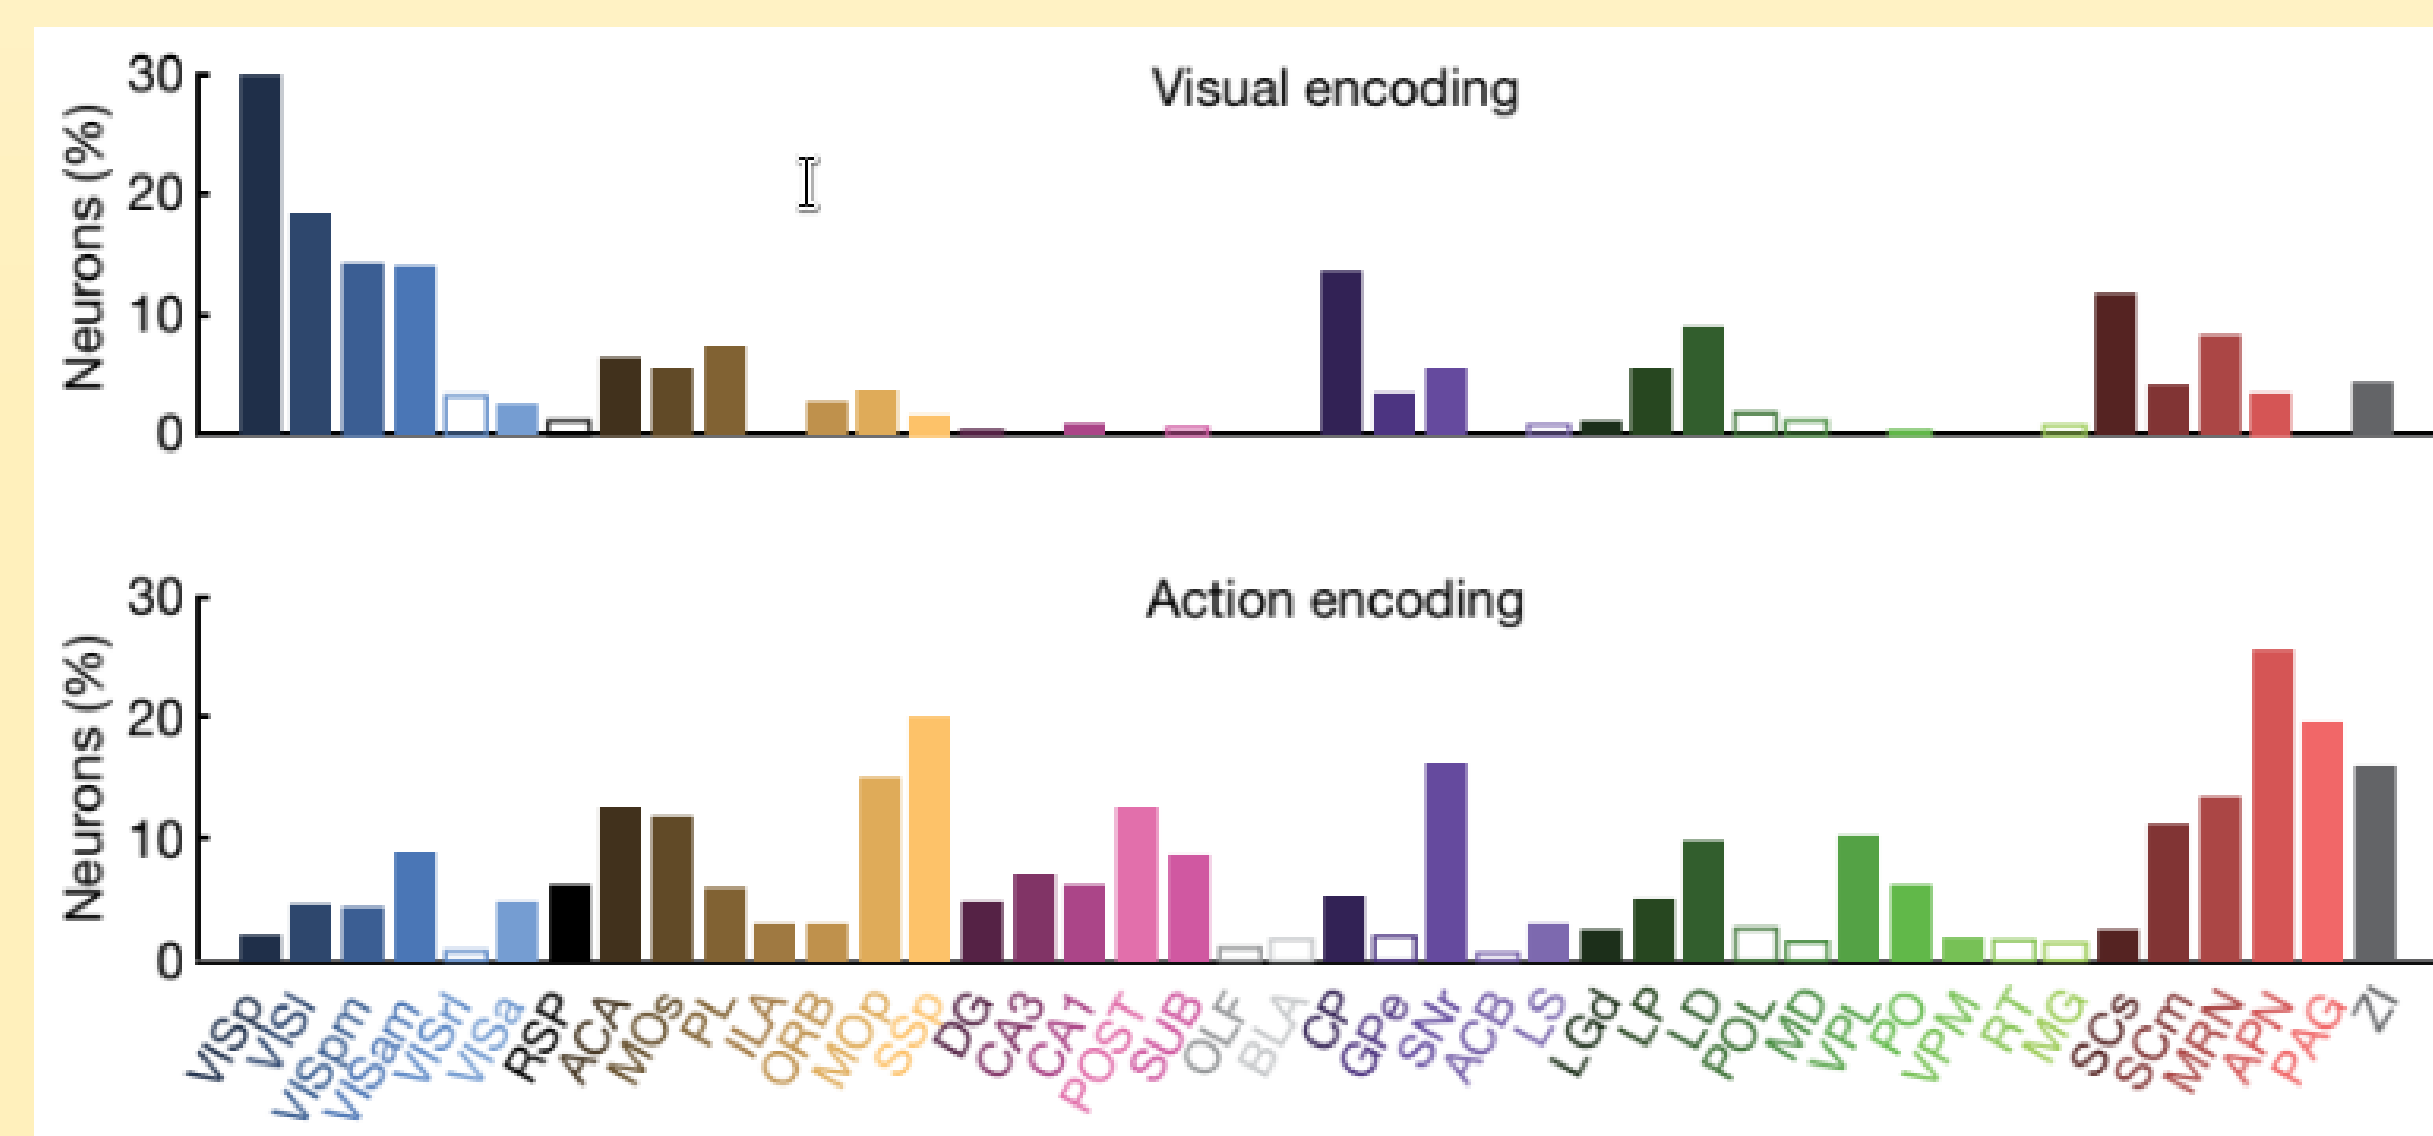 Visual encoding
Neurons (%)
30
20
10
0
Action encoding
Neurons (%)
30
20
10
0
VISp VISl VISpm VISam VISrl VISa RSP ACA MOs PL ILA ORB MOP SSp DG CA3 CA1 POST SUB OLF BLA CP GPe SNr ACB LS LGd LP LD POL MD VPL PO VPM RT MG SCs SCm MRN APN PAG ZI